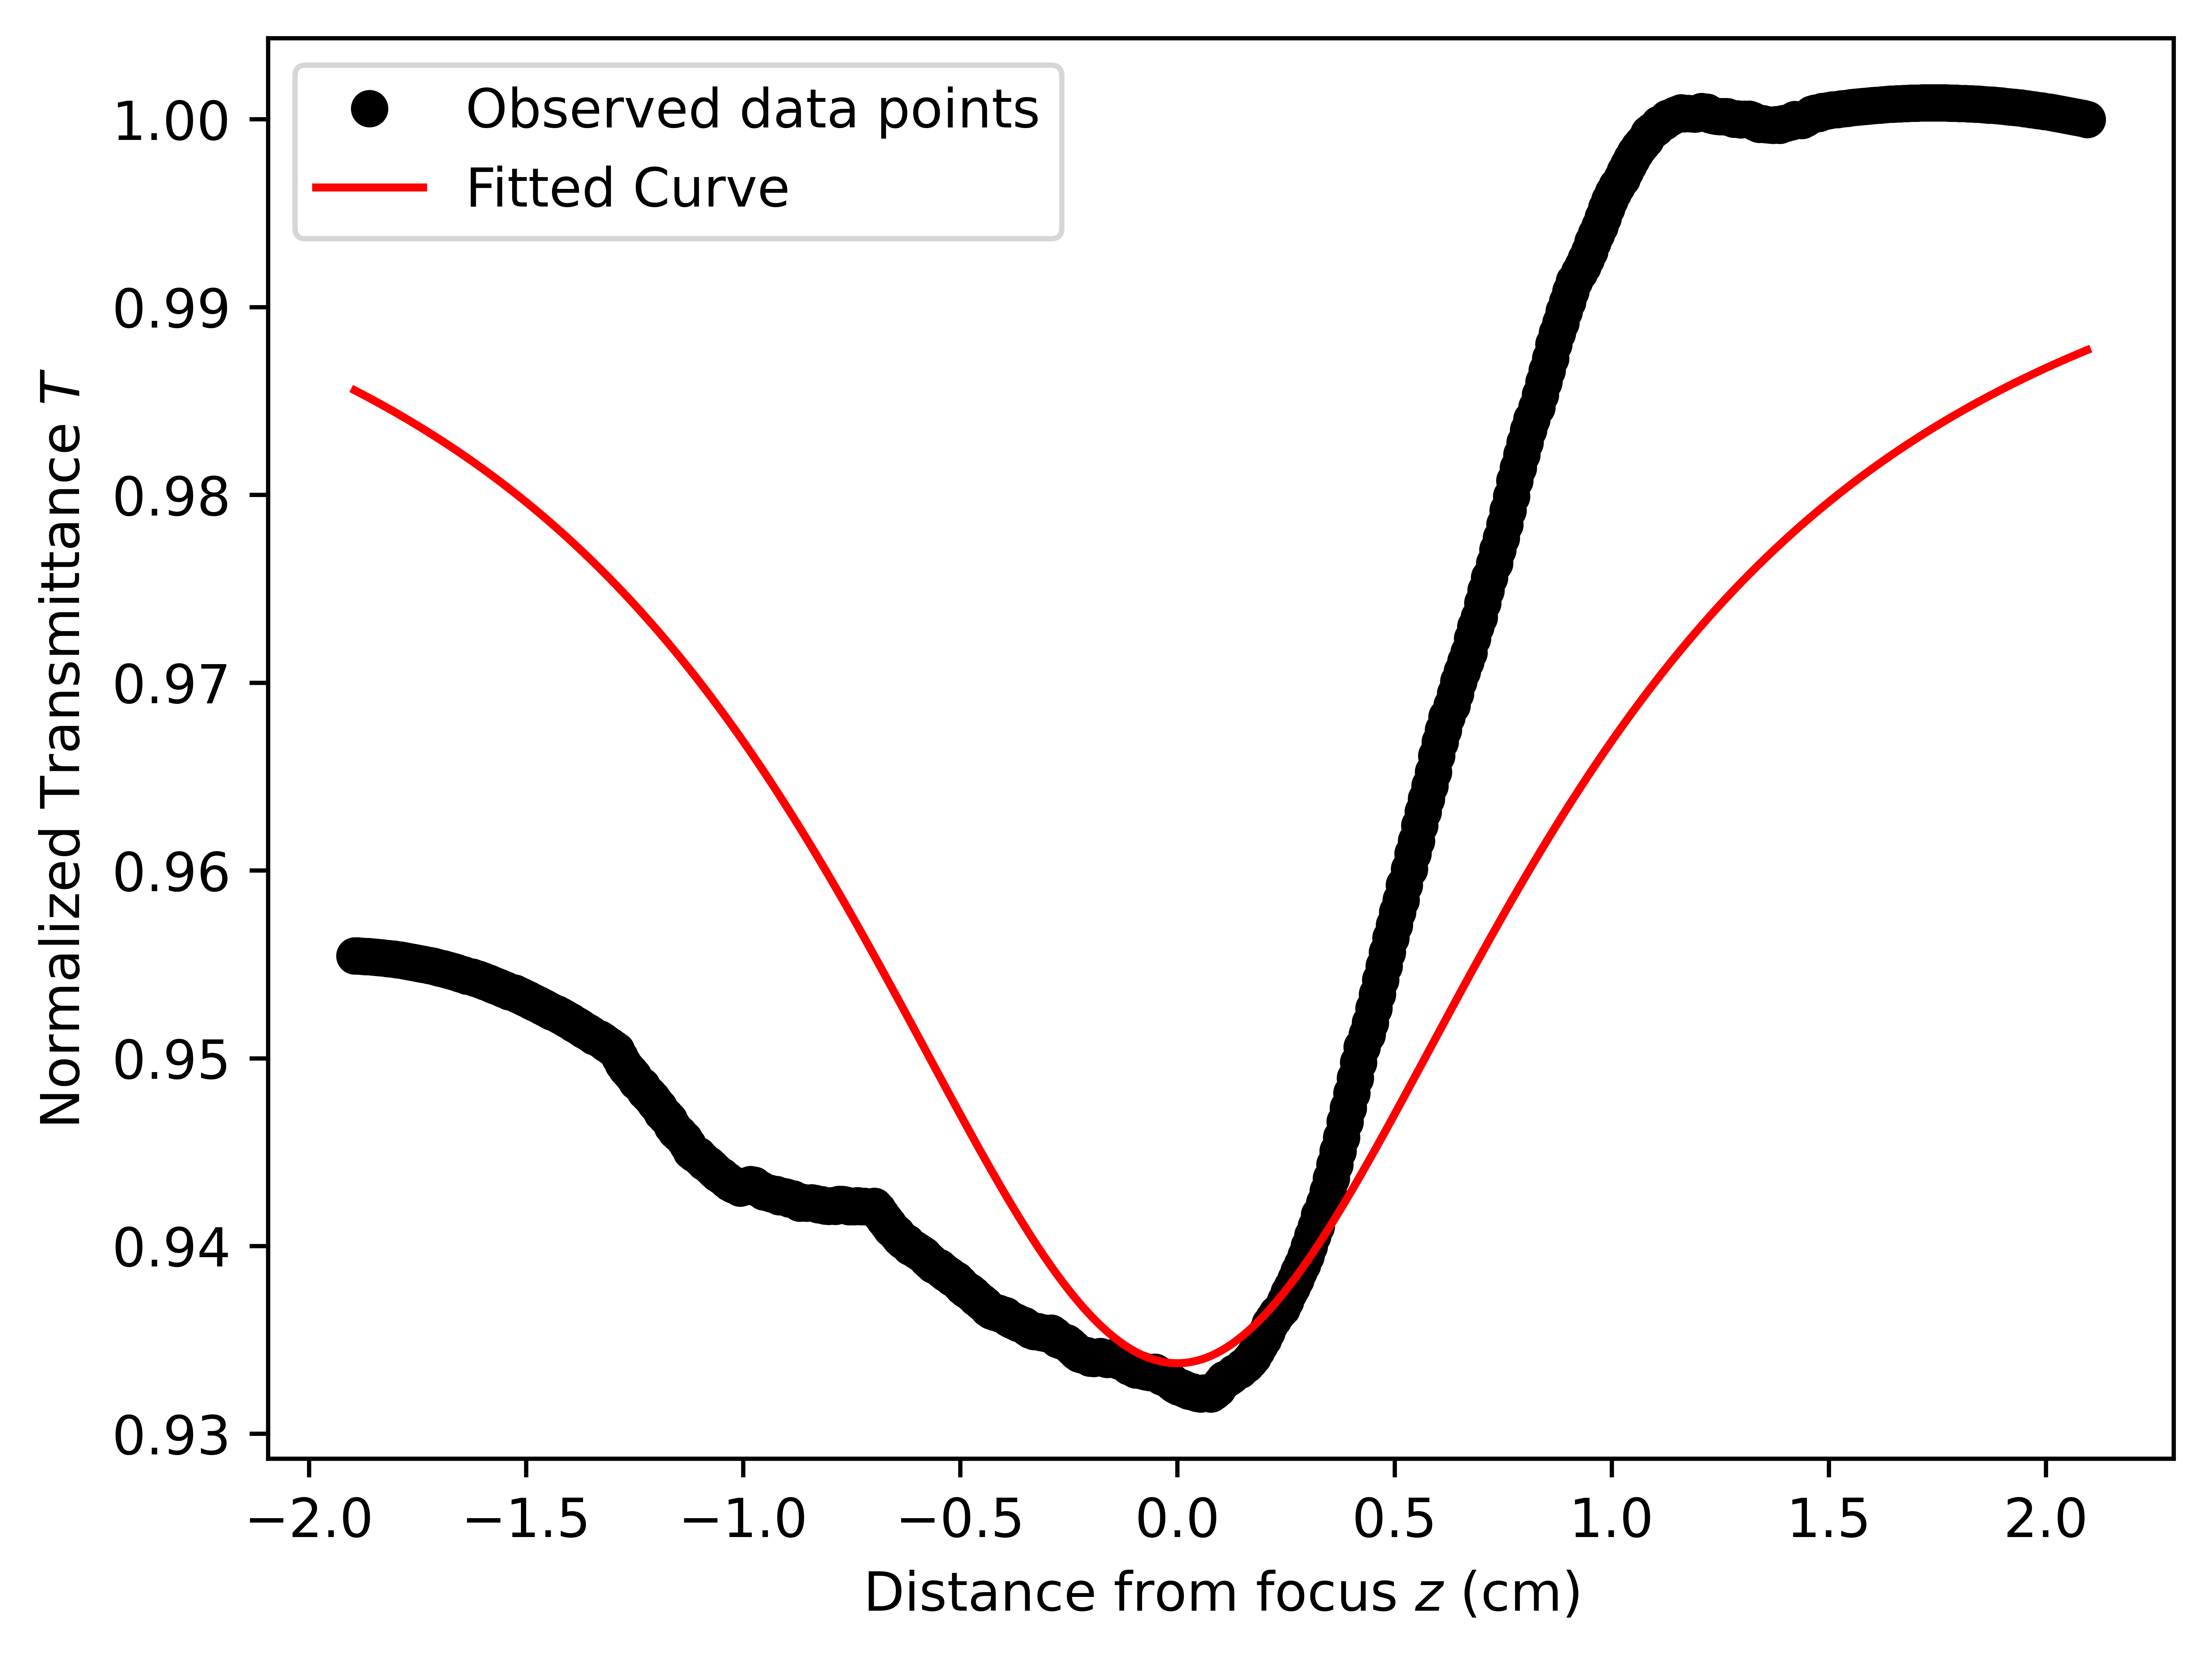 Observed data points
Fitted Curve
1.00
0.99
0.98
0.97
0.96
0.95
0.94
0.93
Normalized Transmittance T
−2.0 −1.5 −1.0 −0.5 0.0 0.5 1.0 1.5 2.0
Distance from focus z (cm)